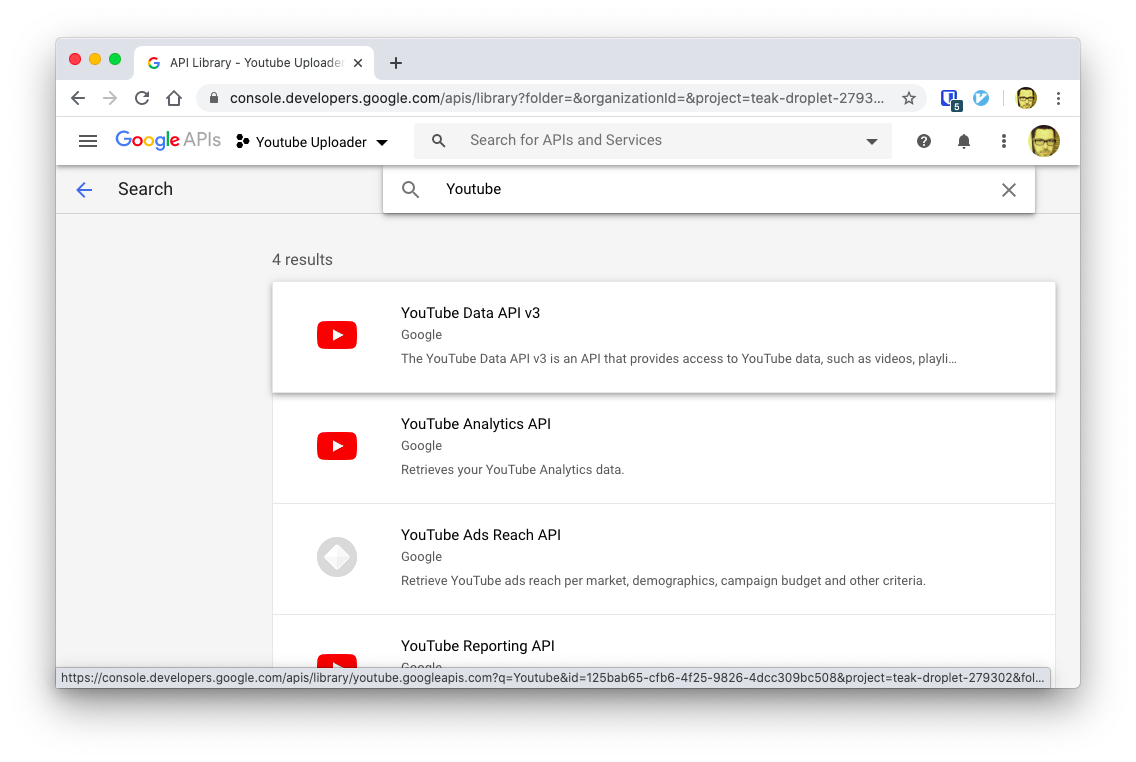 API Library - Youtube Uploader
console.developers.google.com/apis/library?folder=&organizationId=&project=teak-droplet-2793...
5
Google APIs
Youtube Uploader
Search for APIs and Services
Search
Youtube
4 results
YouTube Data API v3
Google
The YouTube Data API v3 is an API that provides access to YouTube data, such as videos, playli...
YouTube Analytics API
Google
Retrieves your YouTube Analytics data.
YouTube Ads Reach API
Google
Retrieve YouTube ads reach per market, demographics, campaign budget and other criteria.
YouTube Reporting API
Google
https://console.developers.google.com/apis/library/youtube.googleapis.com?q=Youtube&id=125bab65-cfb6-4f25-9826-4dcc309bc508&project=teak-droplet-279302&fol...